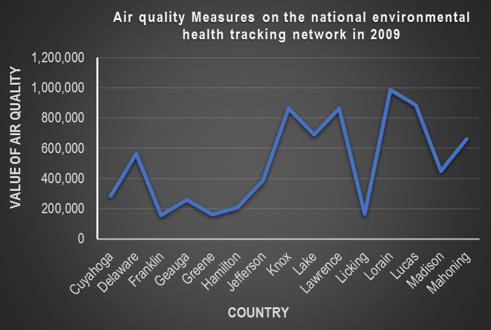 Air quality Measures on the national environmental
health tracking network in 2009
VALUE OF AIR QUALITY
1,200,000
1,000,000
800,000
600,000
400,000
200,000
0
Cuyahoga
Delaware
Franklin
Geauga
Greene
Hamilton
Jefferson
Knox
Lake
Lawrence
Licking
Lorain
Lucas
Madison
Mahoning
COUNTRY